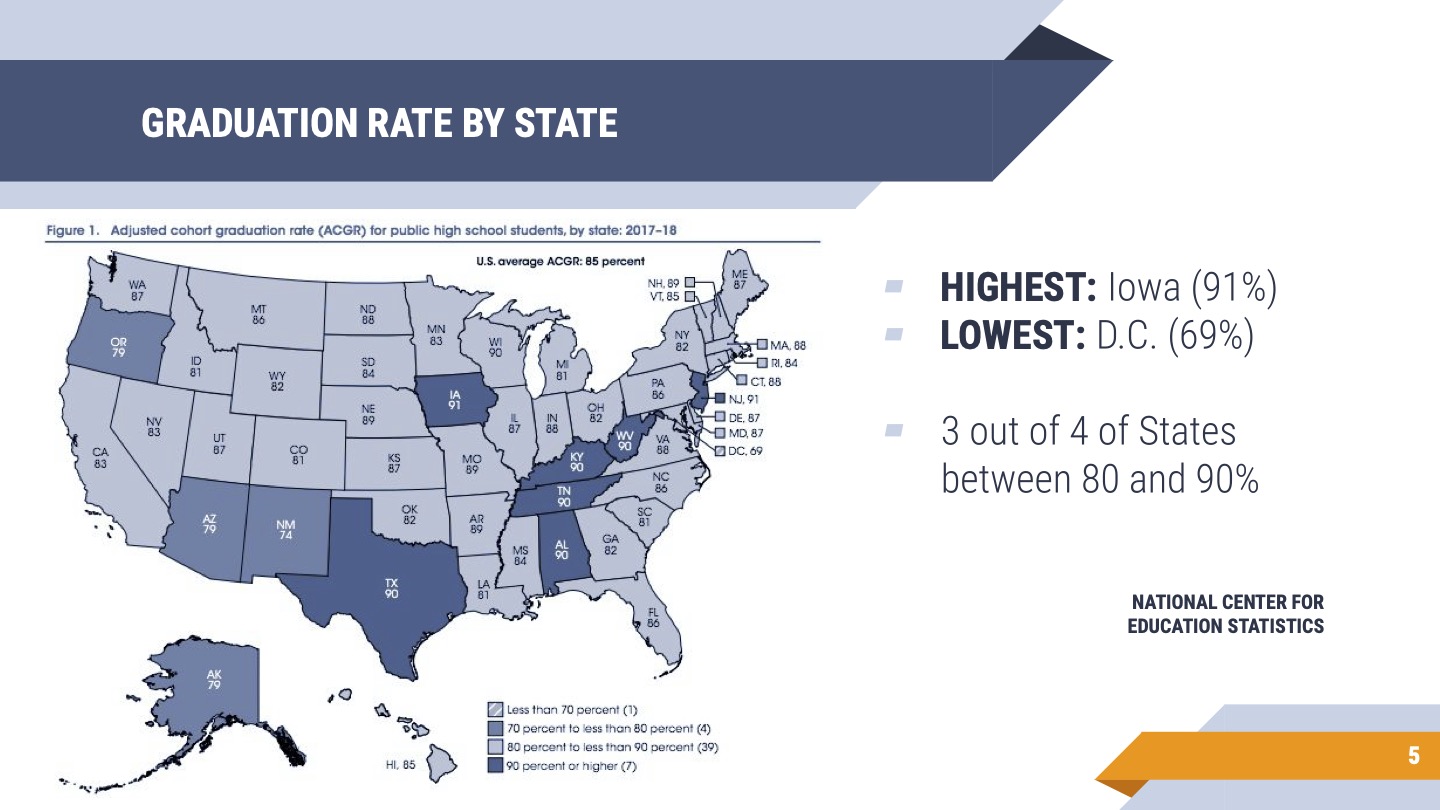 GRADUATION RATE BY STATE
Figure 1. Adjusted cohort graduation rate (ACGR) for public high school students, by state: 2017–18
U.S. average ACGR: 85 percent
WA
87
OR
79
CA
83
NV
83
ID
81
MT
86
WY
82
UT
87
CO
81
AZ
79
NM
74
ND
88
SD
84
NE
89
KS
87
OK
82
TX
90
MN
83
IA
91
MO
89
AR
89
LA
81
WI
90
IL
87
MI
81
IN
88
OH
82
KY
90
TN
90
MS
84
AL
90
GA
82
FL
86
SC
81
NC
86
VA
88
WV
90
PA
86
NY
82
ME
87
NH, 89
VT, 85
MA, 88
RI, 84
CT, 88
NJ, 91
DE, 87
MD, 87
DC, 69
AK
79
HI, 85
Less than 70 percent (1)
70 percent to less than 80 percent (4)
80 percent to less than 90 percent (39)
90 percent or higher (7)
HIGHEST: Iowa (91%)
LOWEST: D.C. (69%)
3 out of 4 of States
between 80 and 90%
NATIONAL CENTER FOR
EDUCATION STATISTICS
5